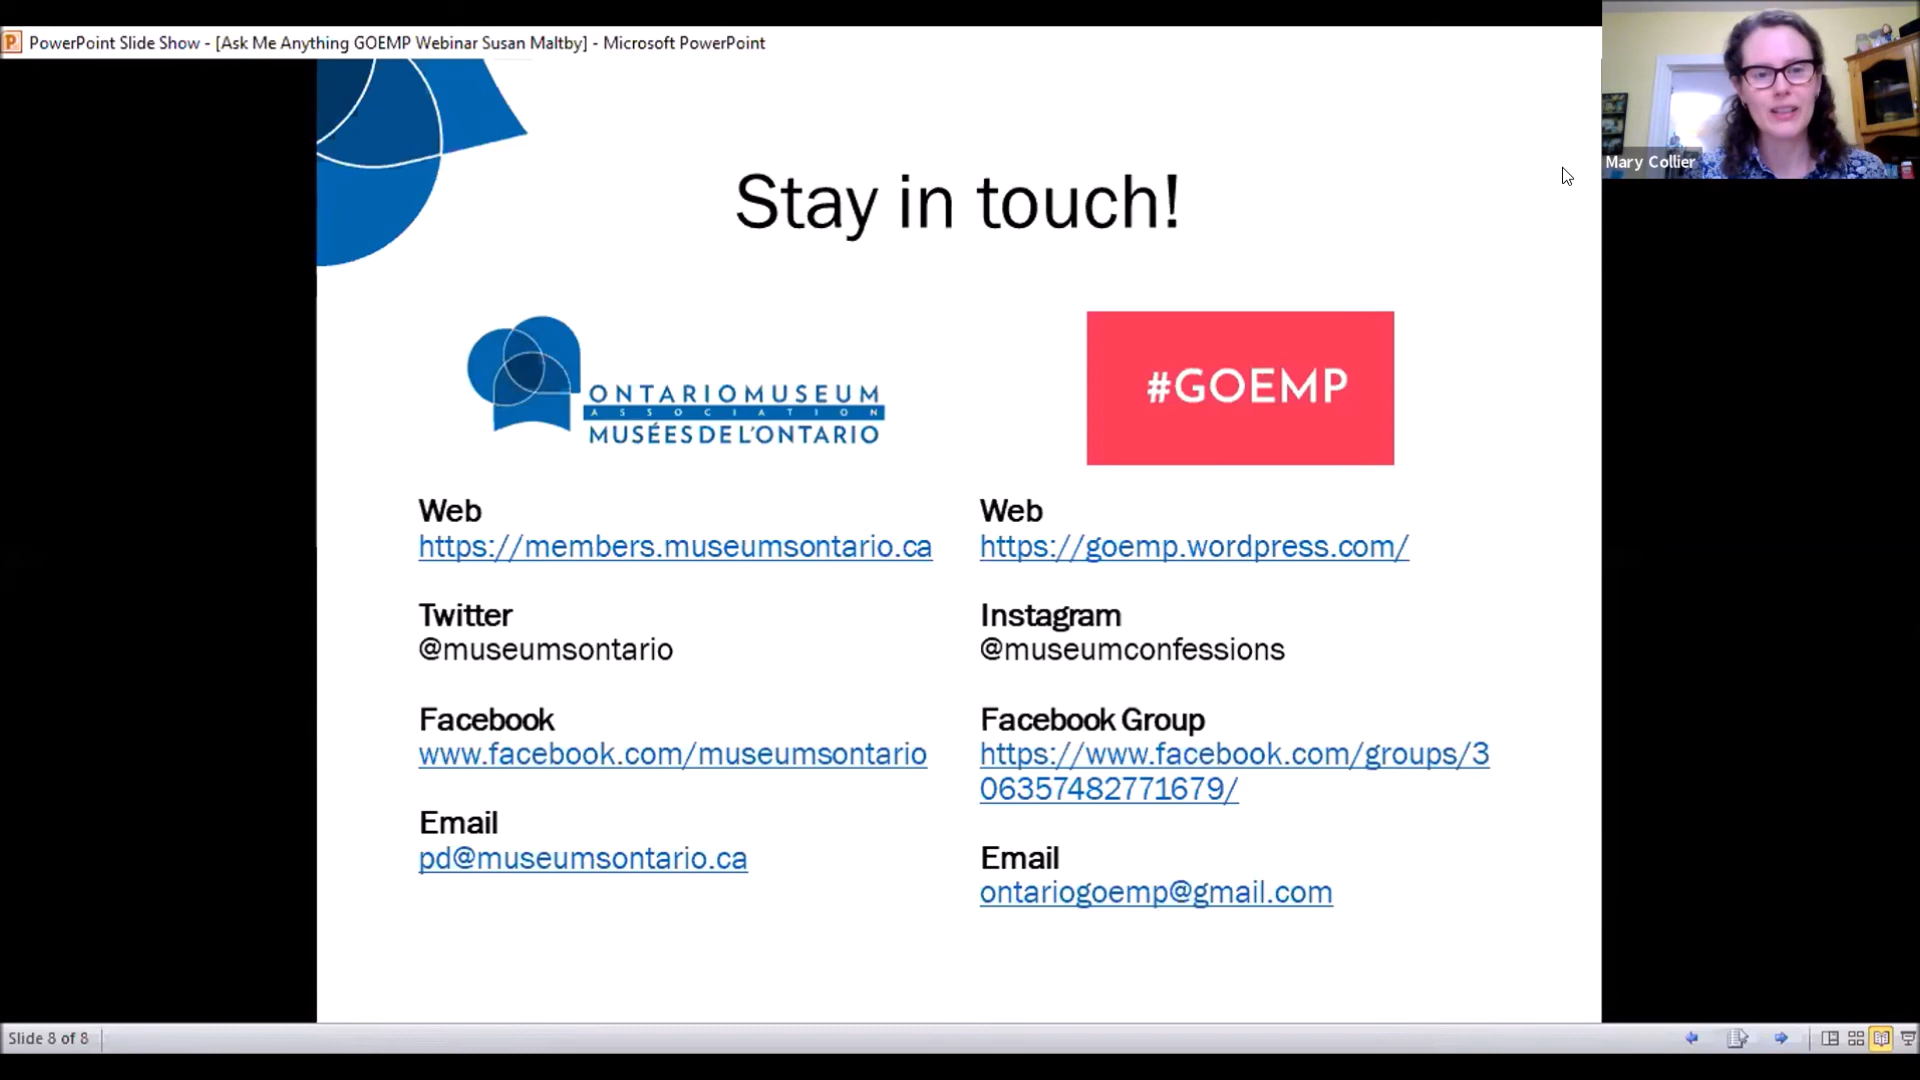 PowerPoint Slide Show - [Ask Me Anything GOEMP Webinar Susan Maltby] - Microsoft PowerPoint
Mary Collier
Stay in touch!
ONTARIOMUSEUM
ASSOCIATION
MUSÉESDEL'ONTARIO
#GOEMP
Web
https://members.museumsontario.ca
Twitter
@museumsontario
Facebook
www.facebook.com/museumsontario
Email
pd@museumsontario.ca
Web
https://goemp.wordpress.com/
Instagram
@museumconfessions
Facebook Group
https://www.facebook.com/groups/3
06357482771679/
Email
ontariogoemp@gmail.com
Slide 8 of 8